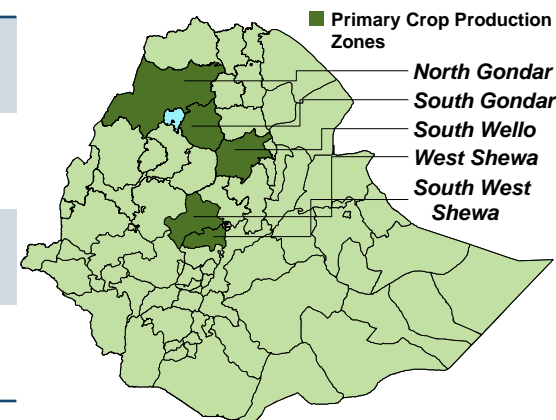 Primary Crop Production
Zones
North Gondar
South Gondar
South Wello
West Shewa
South West
Shewa